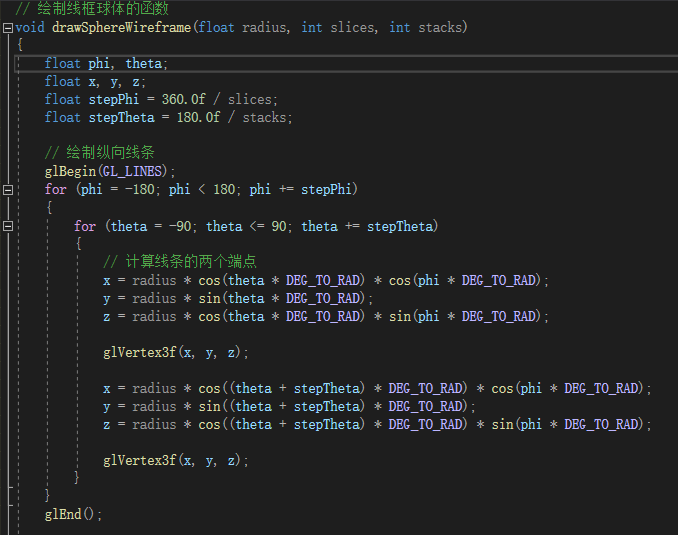 // 绘制线框球体的函数
void drawSphereWireframe(float radius, int slices, int stacks)
{
    float phi, theta;
    float x, y, z;
    float stepPhi = 360.0f / slices;
    float stepTheta = 180.0f / stacks;

    // 绘制纵向线条
    glBegin(GL_LINES);
    for (phi = -180; phi < 180; phi += stepPhi)
    {
        for (theta = -90; theta <= 90; theta += stepTheta)
        {
            // 计算线条的两个端点
            x = radius * cos(theta * DEG_TO_RAD) * cos(phi * DEG_TO_RAD);
            y = radius * sin(theta * DEG_TO_RAD);
            z = radius * cos(theta * DEG_TO_RAD) * sin(phi * DEG_TO_RAD);

            glVertex3f(x, y, z);

            x = radius * cos((theta + stepTheta) * DEG_TO_RAD) * cos(phi * DEG_TO_RAD);
            y = radius * sin((theta + stepTheta) * DEG_TO_RAD);
            z = radius * cos((theta + stepTheta) * DEG_TO_RAD) * sin(phi * DEG_TO_RAD);

            glVertex3f(x, y, z);
        }
    }
    glEnd();